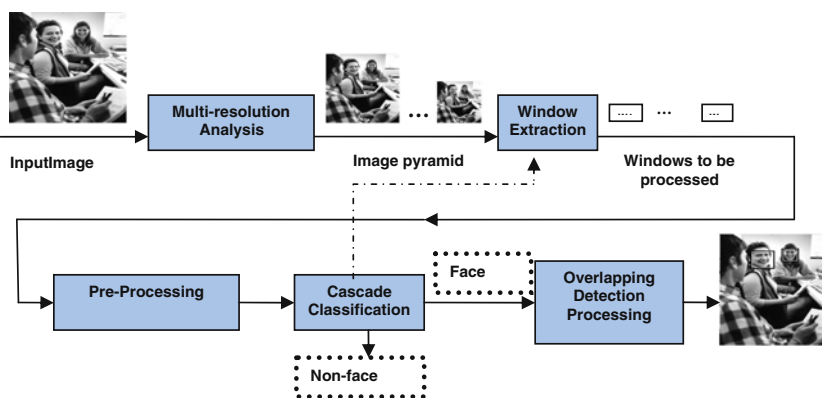 Multi-resolution
Analysis
...
Window
Extraction
....
...
...
InputImage
Image pyramid
Windows to be
processed
Pre-Processing
Cascade
Classification
Face
Overlapping
Detection
Processing
Non-face